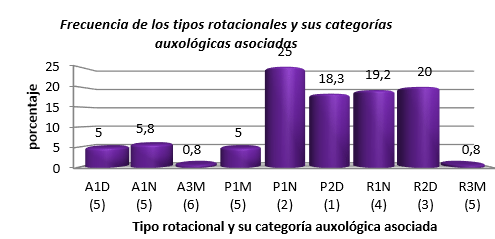 Frecuencia de los tipos rotacionales y sus categorías
auxológicas asociadas
porcentaje
25
20
15
10
5
0
5
5,8
0,8
5
25
18,3
19,2
20
0,8
A1D A1N A3M P1M P1N P2D R1N R2D R3M
(5) (5) (6) (5) (2) (1) (4) (3) (5)
Tipo rotacional y su categoría auxológica asociada